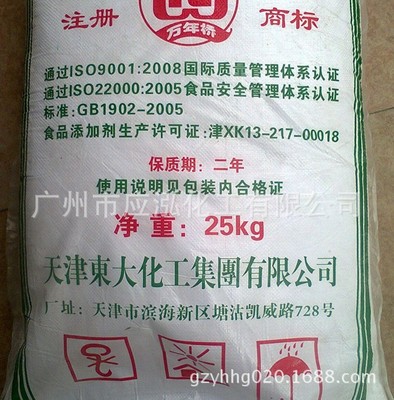 注册 商标
万年桥
通过ISO9001:2008国际质量管理体系认证
通过ISO22000:2005食品安全管理体系认证
标准:GB1902-2005
食品添加剂生产许可证:津XK13-217-00018
保质期:二年
使用说明见包装内合格证
广州市应泓化工有限公司
净重:25kg
天津東大化工集團有限公司
厂址:天津市滨海新区塘沽凯威路728号
gzyhhg020.1688.com